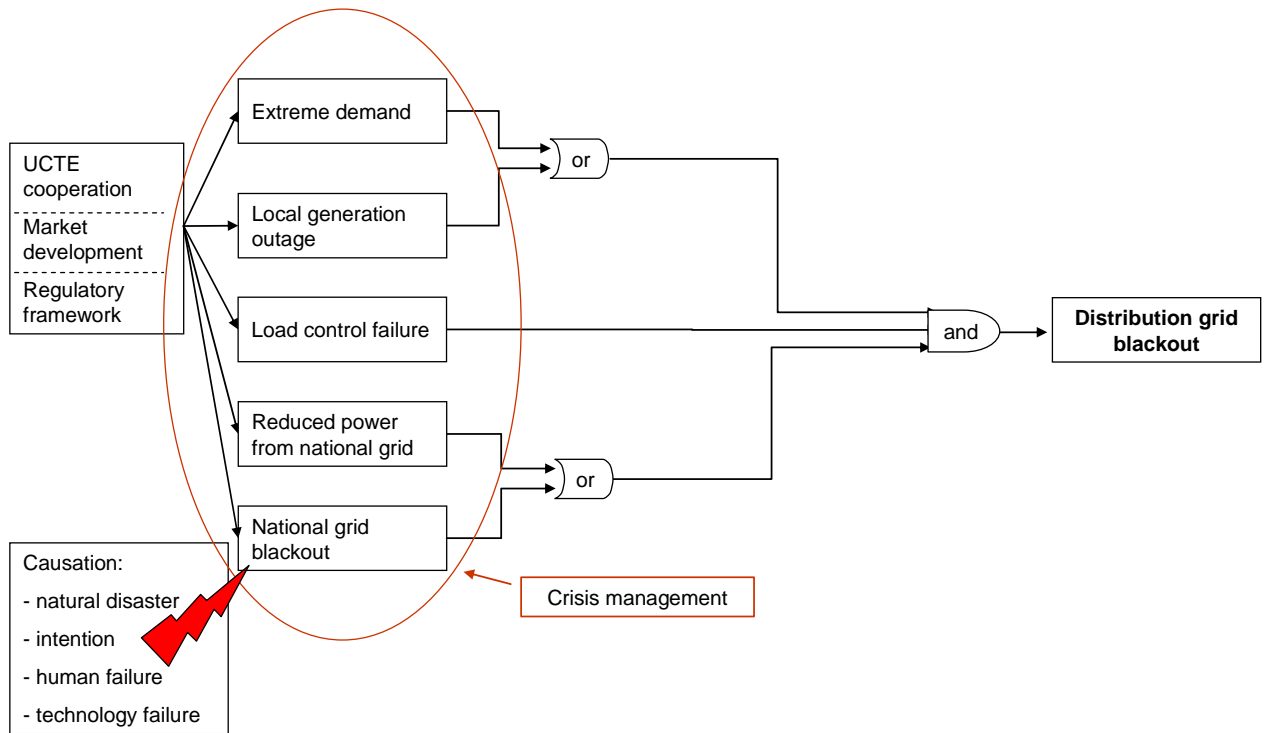 Extreme demand
or
UCTE
cooperation
Market
development
Regulatory
framework
Local generation
outage
Load control failure
and
Distribution grid
blackout
Reduced power
from national grid
or
National grid
blackout
Causation:
- natural disaster
- intention
- human failure
- technology failure
Crisis management